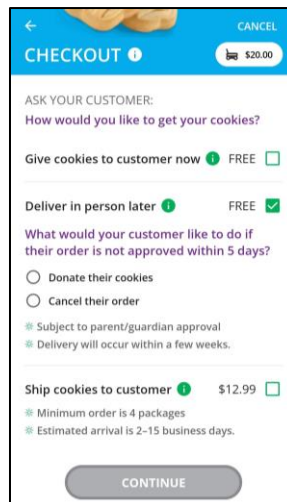 CANCEL
CHECKOUT
$20.00
ASK YOUR CUSTOMER:
How would you like to get your cookies?
Give cookies to customer now FREE
Deliver in person later FREE
What would your customer like to do if
their order is not approved within 5 days?
Donate their cookies
Cancel their order
Subject to parent/guardian approval
Delivery will occur within a few weeks.
Ship cookies to customer $12.99
Minimum order is 4 packages
Estimated arrival is 2–15 business days.
CONTINUE